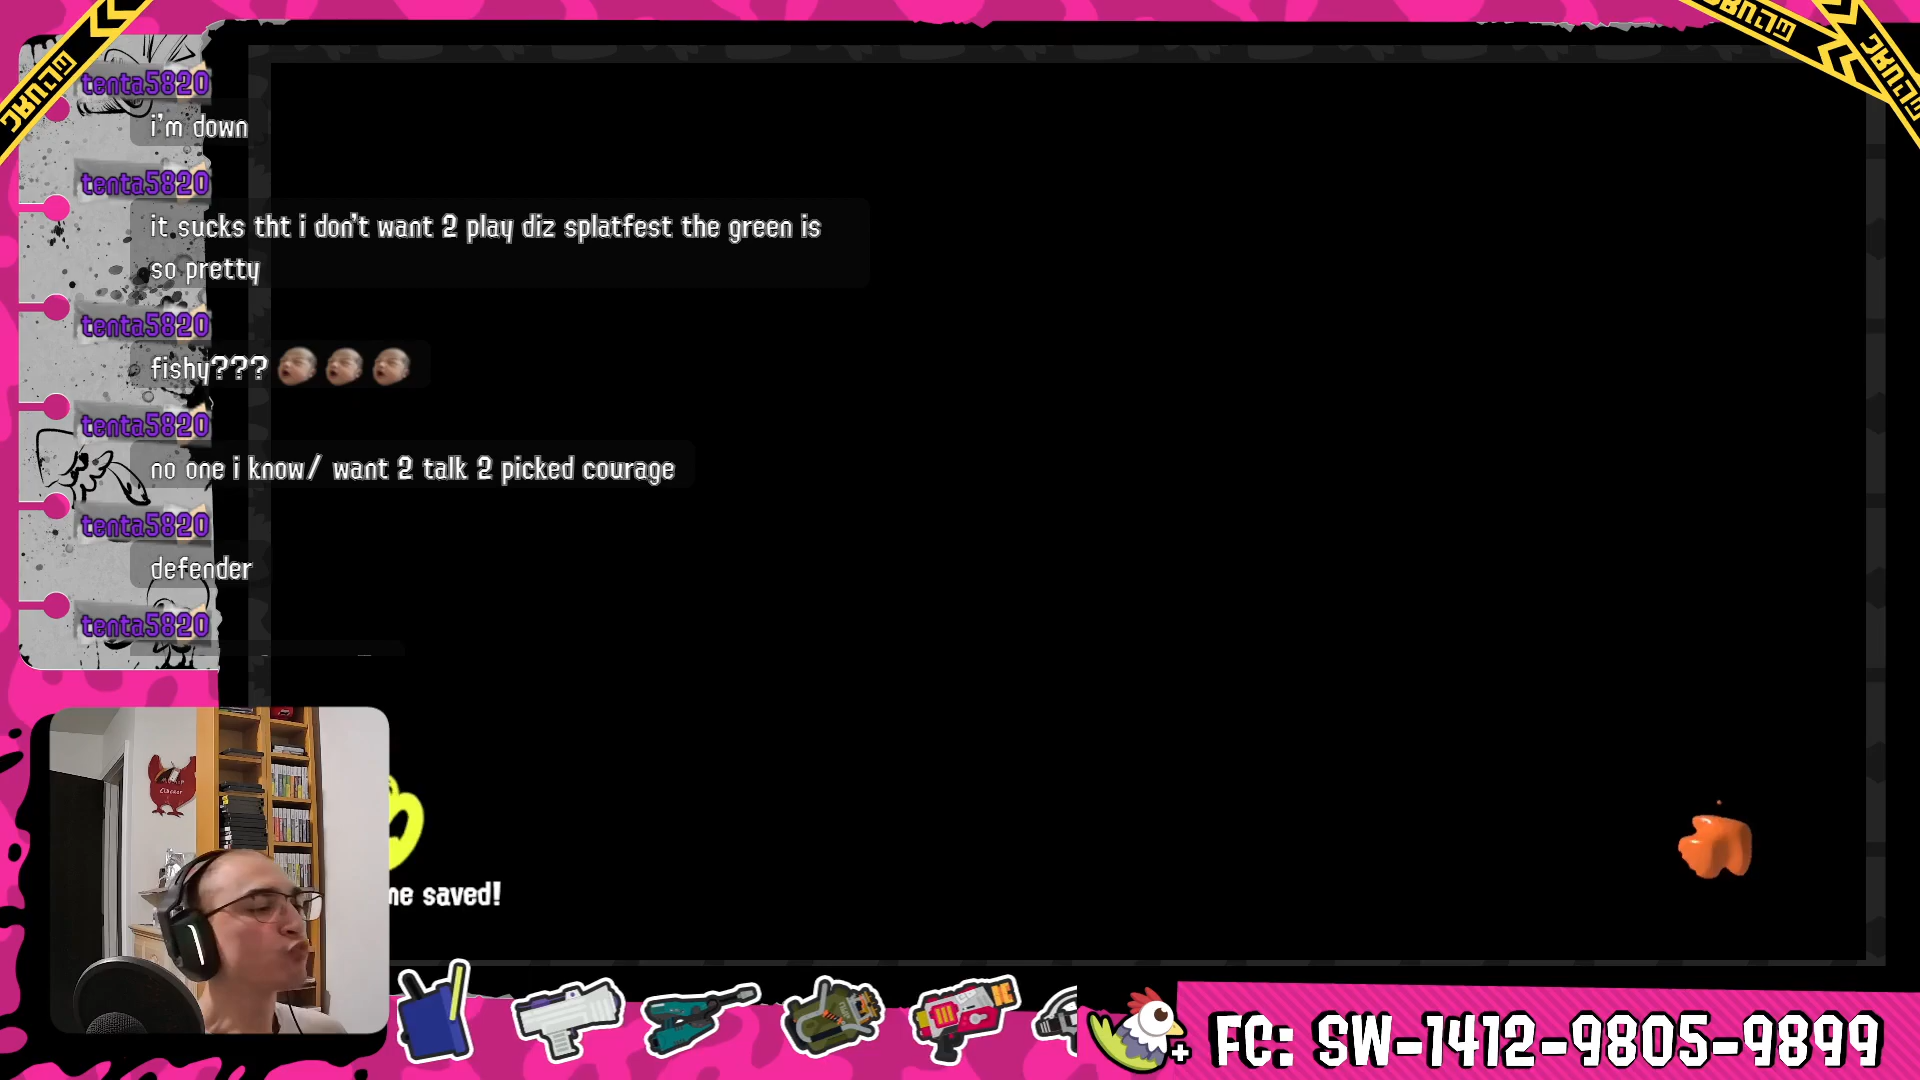 tenta5820
i'm down
tenta5820
it sucks tht i don't want 2 play diz splatfest the green is
so pretty
tenta5820
fishy???
tenta5820
no one i know/ want 2 talk 2 picked courage
tenta5820
defender
tenta5820
me saved!
FC: SW-1412-9805-9899